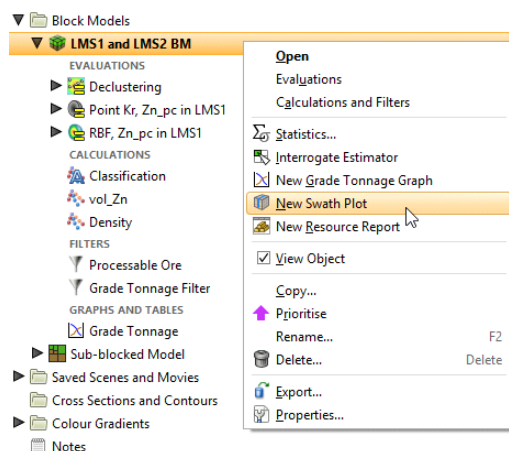 Block Models
LMS1 and LMS2 BM
EVALUATIONS
Declustering
Point Kr, Zn_pc in LMS1
RBF, Zn_pc in LMS1
CALCULATIONS
Classification
vol_Zn
Density
FILTERS
Processable Ore
Grade Tonnage Filter
GRAPHS AND TABLES
Grade Tonnage
Sub-blocked Model
Saved Scenes and Movies
Cross Sections and Contours
Colour Gradients
Notes
Open
Evaluations
Calculations and Filters
Statistics...
Interrogate Estimator
New Grade Tonnage Graph
New Swath Plot
New Resource Report
View Object
Copy...
Prioritise
Rename... F2
Delete... Delete
Export...
Properties...